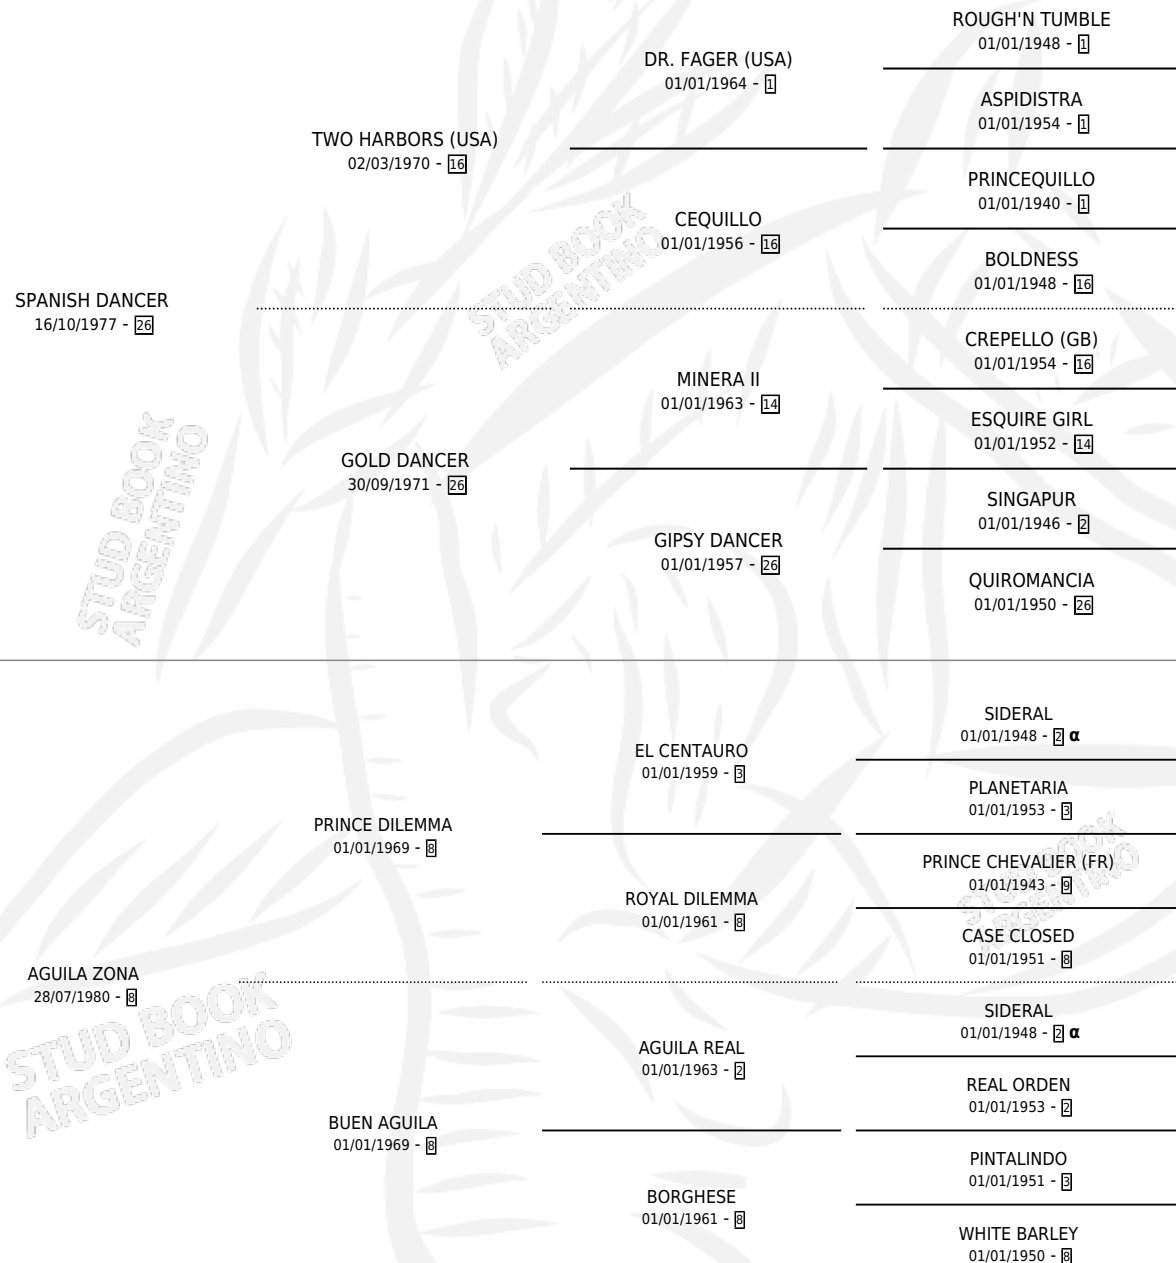 ROUGH'N TUMBLE
01/01/1948 - 1
DR. FAGER (USA)
01/01/1964 - 1
ASPIDISTRA
01/01/1954 - 1
TWO HARBORS (USA)
02/03/1970 - 16
PRINCEQUILLO
01/01/1940 - 1
CEQUILLO
01/01/1956 - 16
BOLDNESS
01/01/1948 - 16
SPANISH DANCER
16/10/1977 - 26
CREPELLO (GB)
01/01/1954 - 16
MINERA II
01/01/1963 - 14
ESQUIRE GIRL
01/01/1952 - 14
GOLD DANCER
30/09/1971 - 26
SINGAPUR
01/01/1946 - 2
GIPSY DANCER
01/01/1957 - 26
QUIROMANCIA
01/01/1950 - 26
SIDERAL
01/01/1948 - 2 α
EL CENTAURO
01/01/1959 - 3
PLANETARIA
01/01/1953 - 3
PRINCE DILEMMA
01/01/1969 - 8
PRINCE CHEVALIER (FR)
01/01/1943 - 9
ROYAL DILEMMA
01/01/1961 - 8
CASE CLOSED
01/01/1951 - 8
AGUILA ZONA
28/07/1980 - 8
SIDERAL
01/01/1948 - 2 α
AGUILA REAL
01/01/1963 - 2
REAL ORDEN
01/01/1953 - 2
BUEN AGUILA
01/01/1969 - 8
PINTALINDO
01/01/1951 - 3
BORGHESE
01/01/1961 - 8
WHITE BARLEY
01/01/1950 - 8
STUD BOOK
ARGENTINO
STUD BOOK
ARGENTINO
STUD BOOK
ARGENTINO
STUD BOOK
ARGENTINO